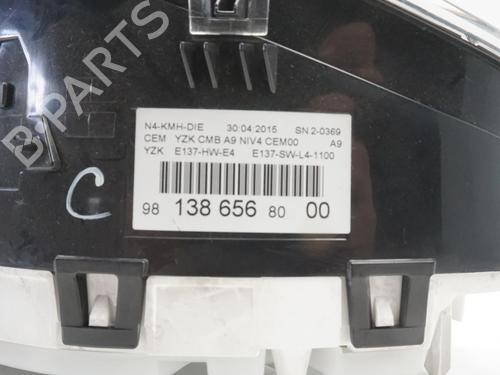 B-PARTS
N4-KMH-DIE 30:04:2015 SN 2-0369
CEM YZK CMB A9 NIV4 CEM00 A9
YZK E137-HW-E4 E137-SW-L4-1100
98 138 656 80 00
C
B-PARTS